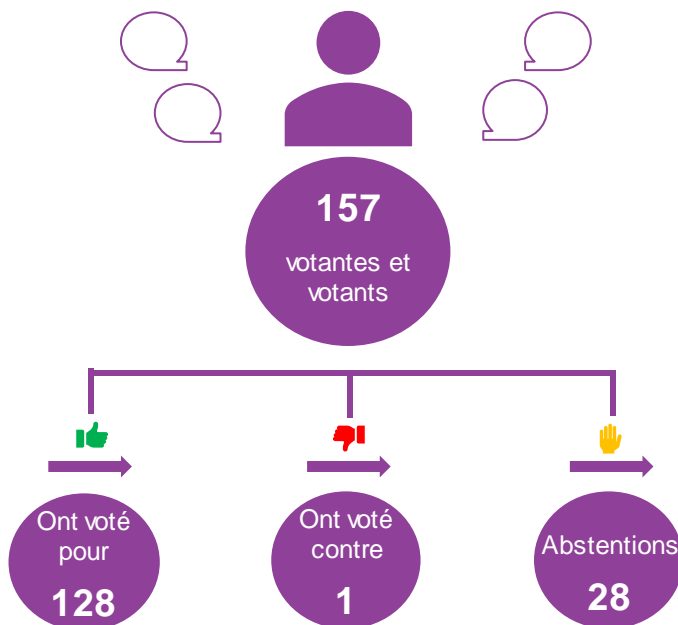 157
votantes et
votants
Ont voté
pour
128
Ont voté
contre
1
Abstentions
28